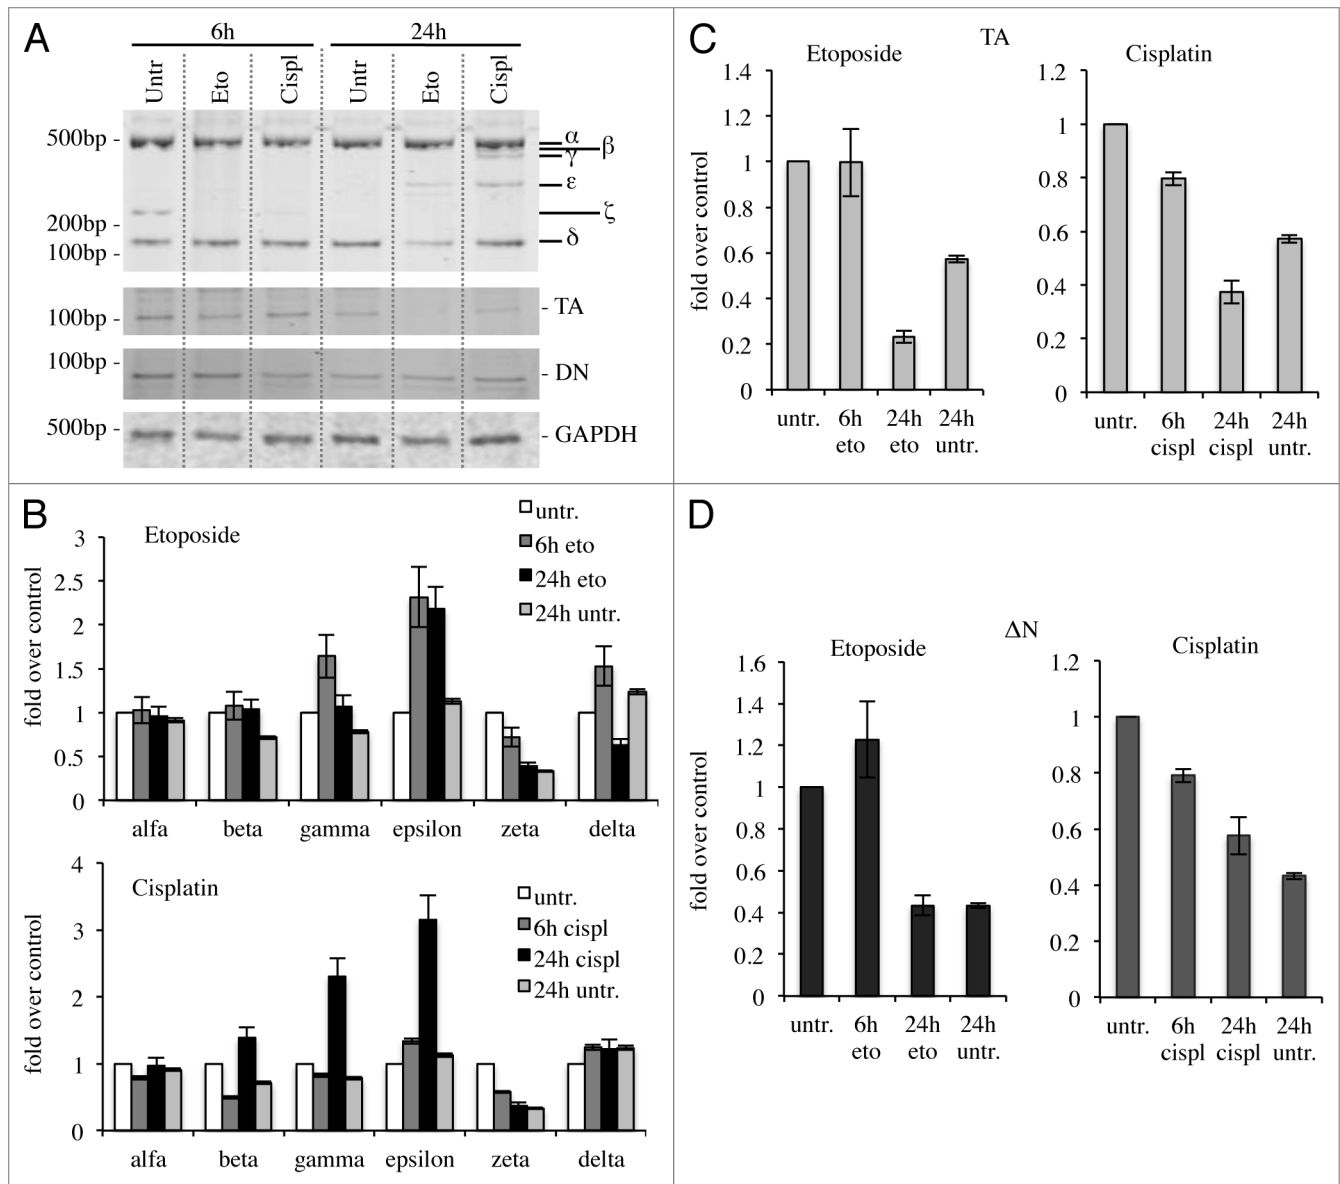 A
6h 24h
Untr Eto Cispl Untr Eto Cispl
500bp -
α
β
γ
ε
ζ
200bp -
δ
100bp -
- TA
100bp -
100bp -
- DN
500bp -
- GAPDH
B
Etoposide
untr.
6h eto
24h eto
24h untr.
fold over control
3
2.5
2
1.5
1
0.5
0
alfa beta gamma epsilon zeta delta
Cisplatin
untr.
6h cispl
24h cispl
24h untr.
fold over control
4
3
2
1
0
alfa beta gamma epsilon zeta delta
C
TA
Etoposide
fold over control
1.4
1.2
1
0.8
0.6
0.4
0.2
0
untr. 6h 24h 24h
eto eto untr.
Cisplatin
1.2
1
0.8
0.6
0.4
0.2
0
untr. 6h 24h 24h
cispl cispl untr.
D
ΔN
Etoposide
fold over control
1.6
1.4
1.2
1
0.8
0.6
0.4
0.2
0
untr. 6h 24h 24h
eto eto untr.
Cisplatin
1.2
1
0.8
0.6
0.4
0.2
0
untr. 6h 24h 24h
cispl cispl untr.